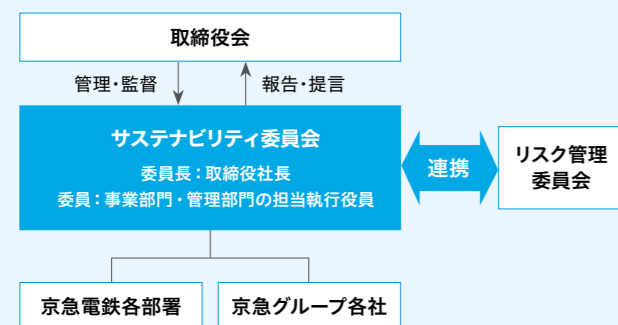 取締役会
管理・監督
報告・提言
サステナビリティ委員会
委員長：取締役社長
委員：事業部門・管理部門の担当執行役員
連携
リスク管理
委員会
京急電鉄各部署
京急グループ各社